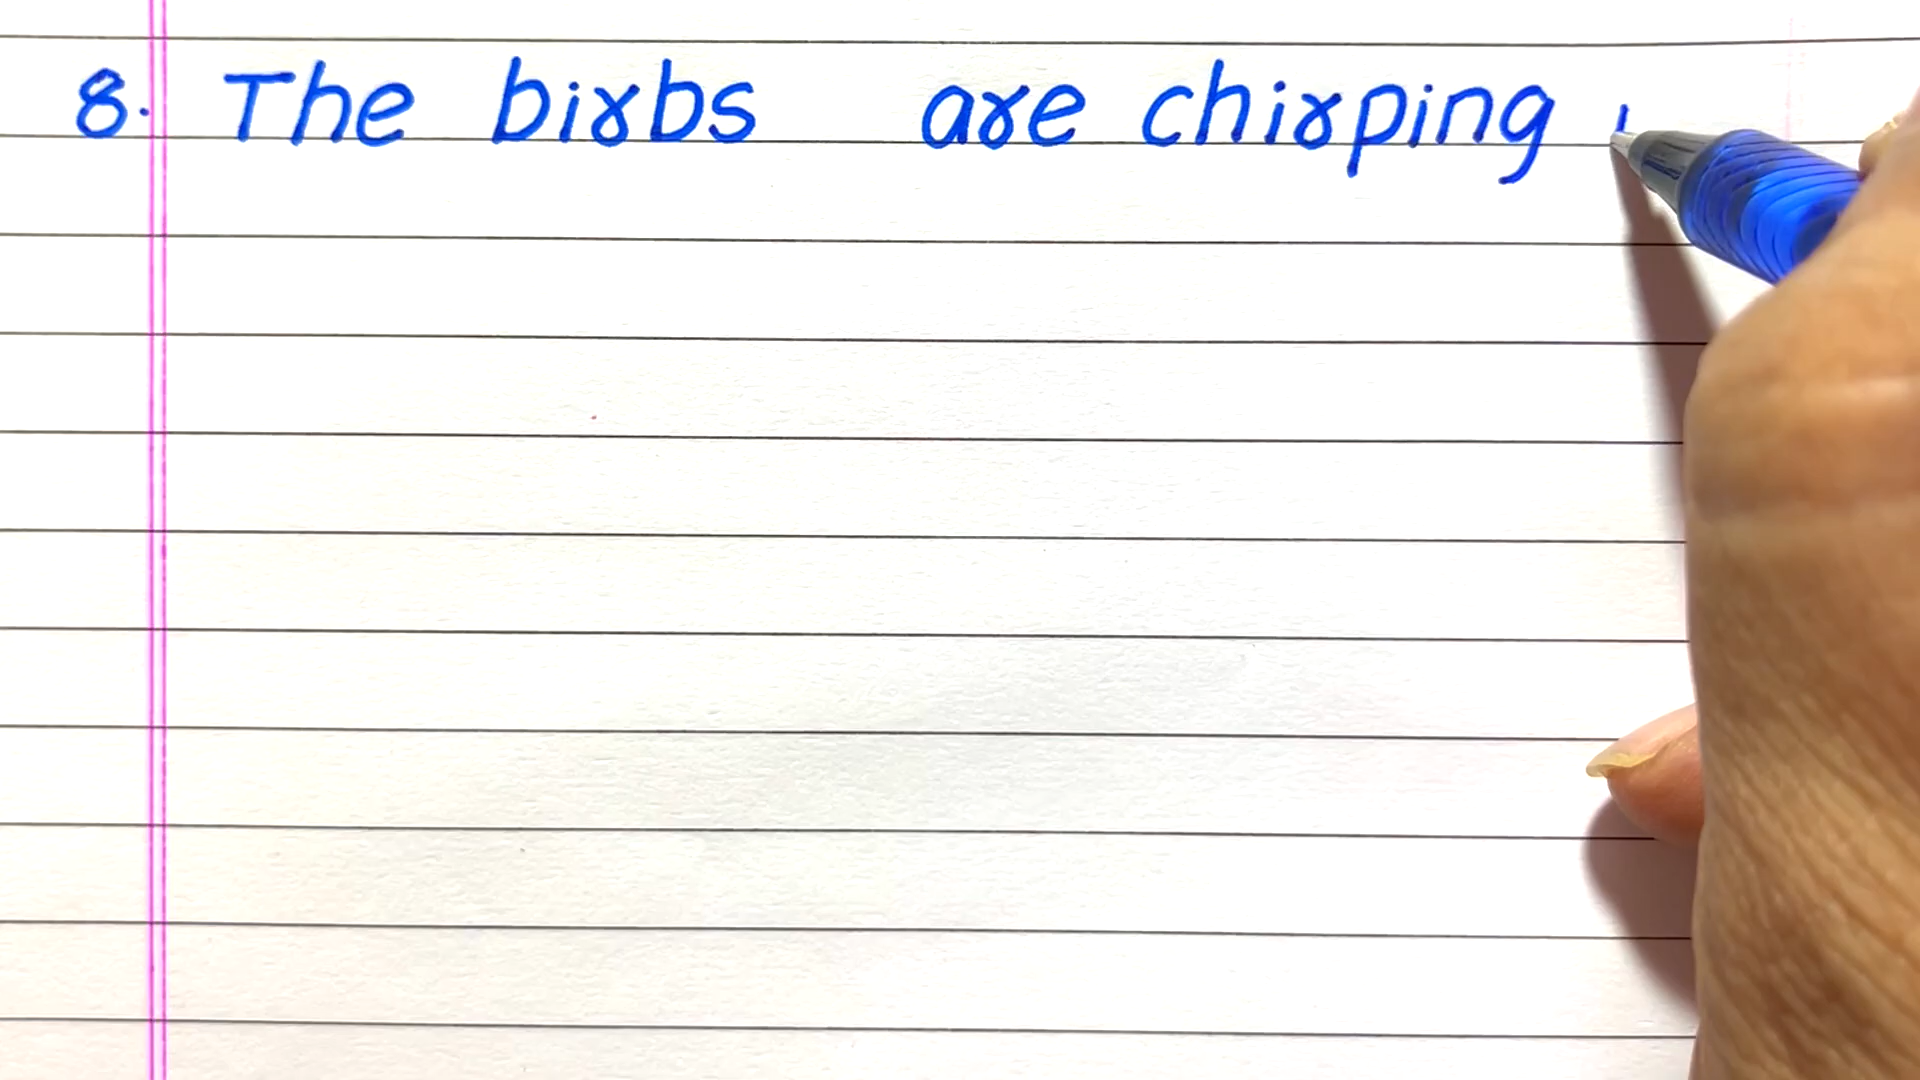 8. The birbs are chirping